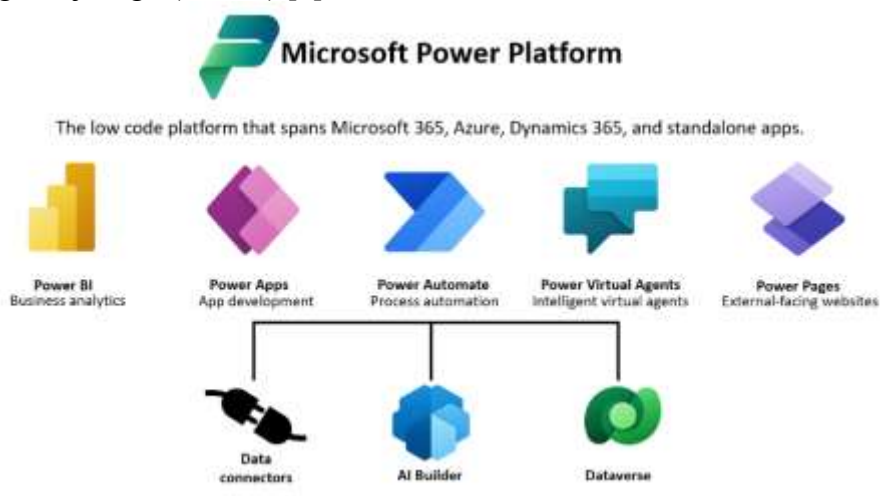 Microsoft Power Platform
The low code platform that spans Microsoft 365, Azure, Dynamics 365, and standalone apps.
Power BI
Business analytics
Power Apps
App development
Power Automate
Process automation
Power Virtual Agents
Intelligent virtual agents
Power Pages
External-facing websites
Data
connectors
AI Builder
Dataverse